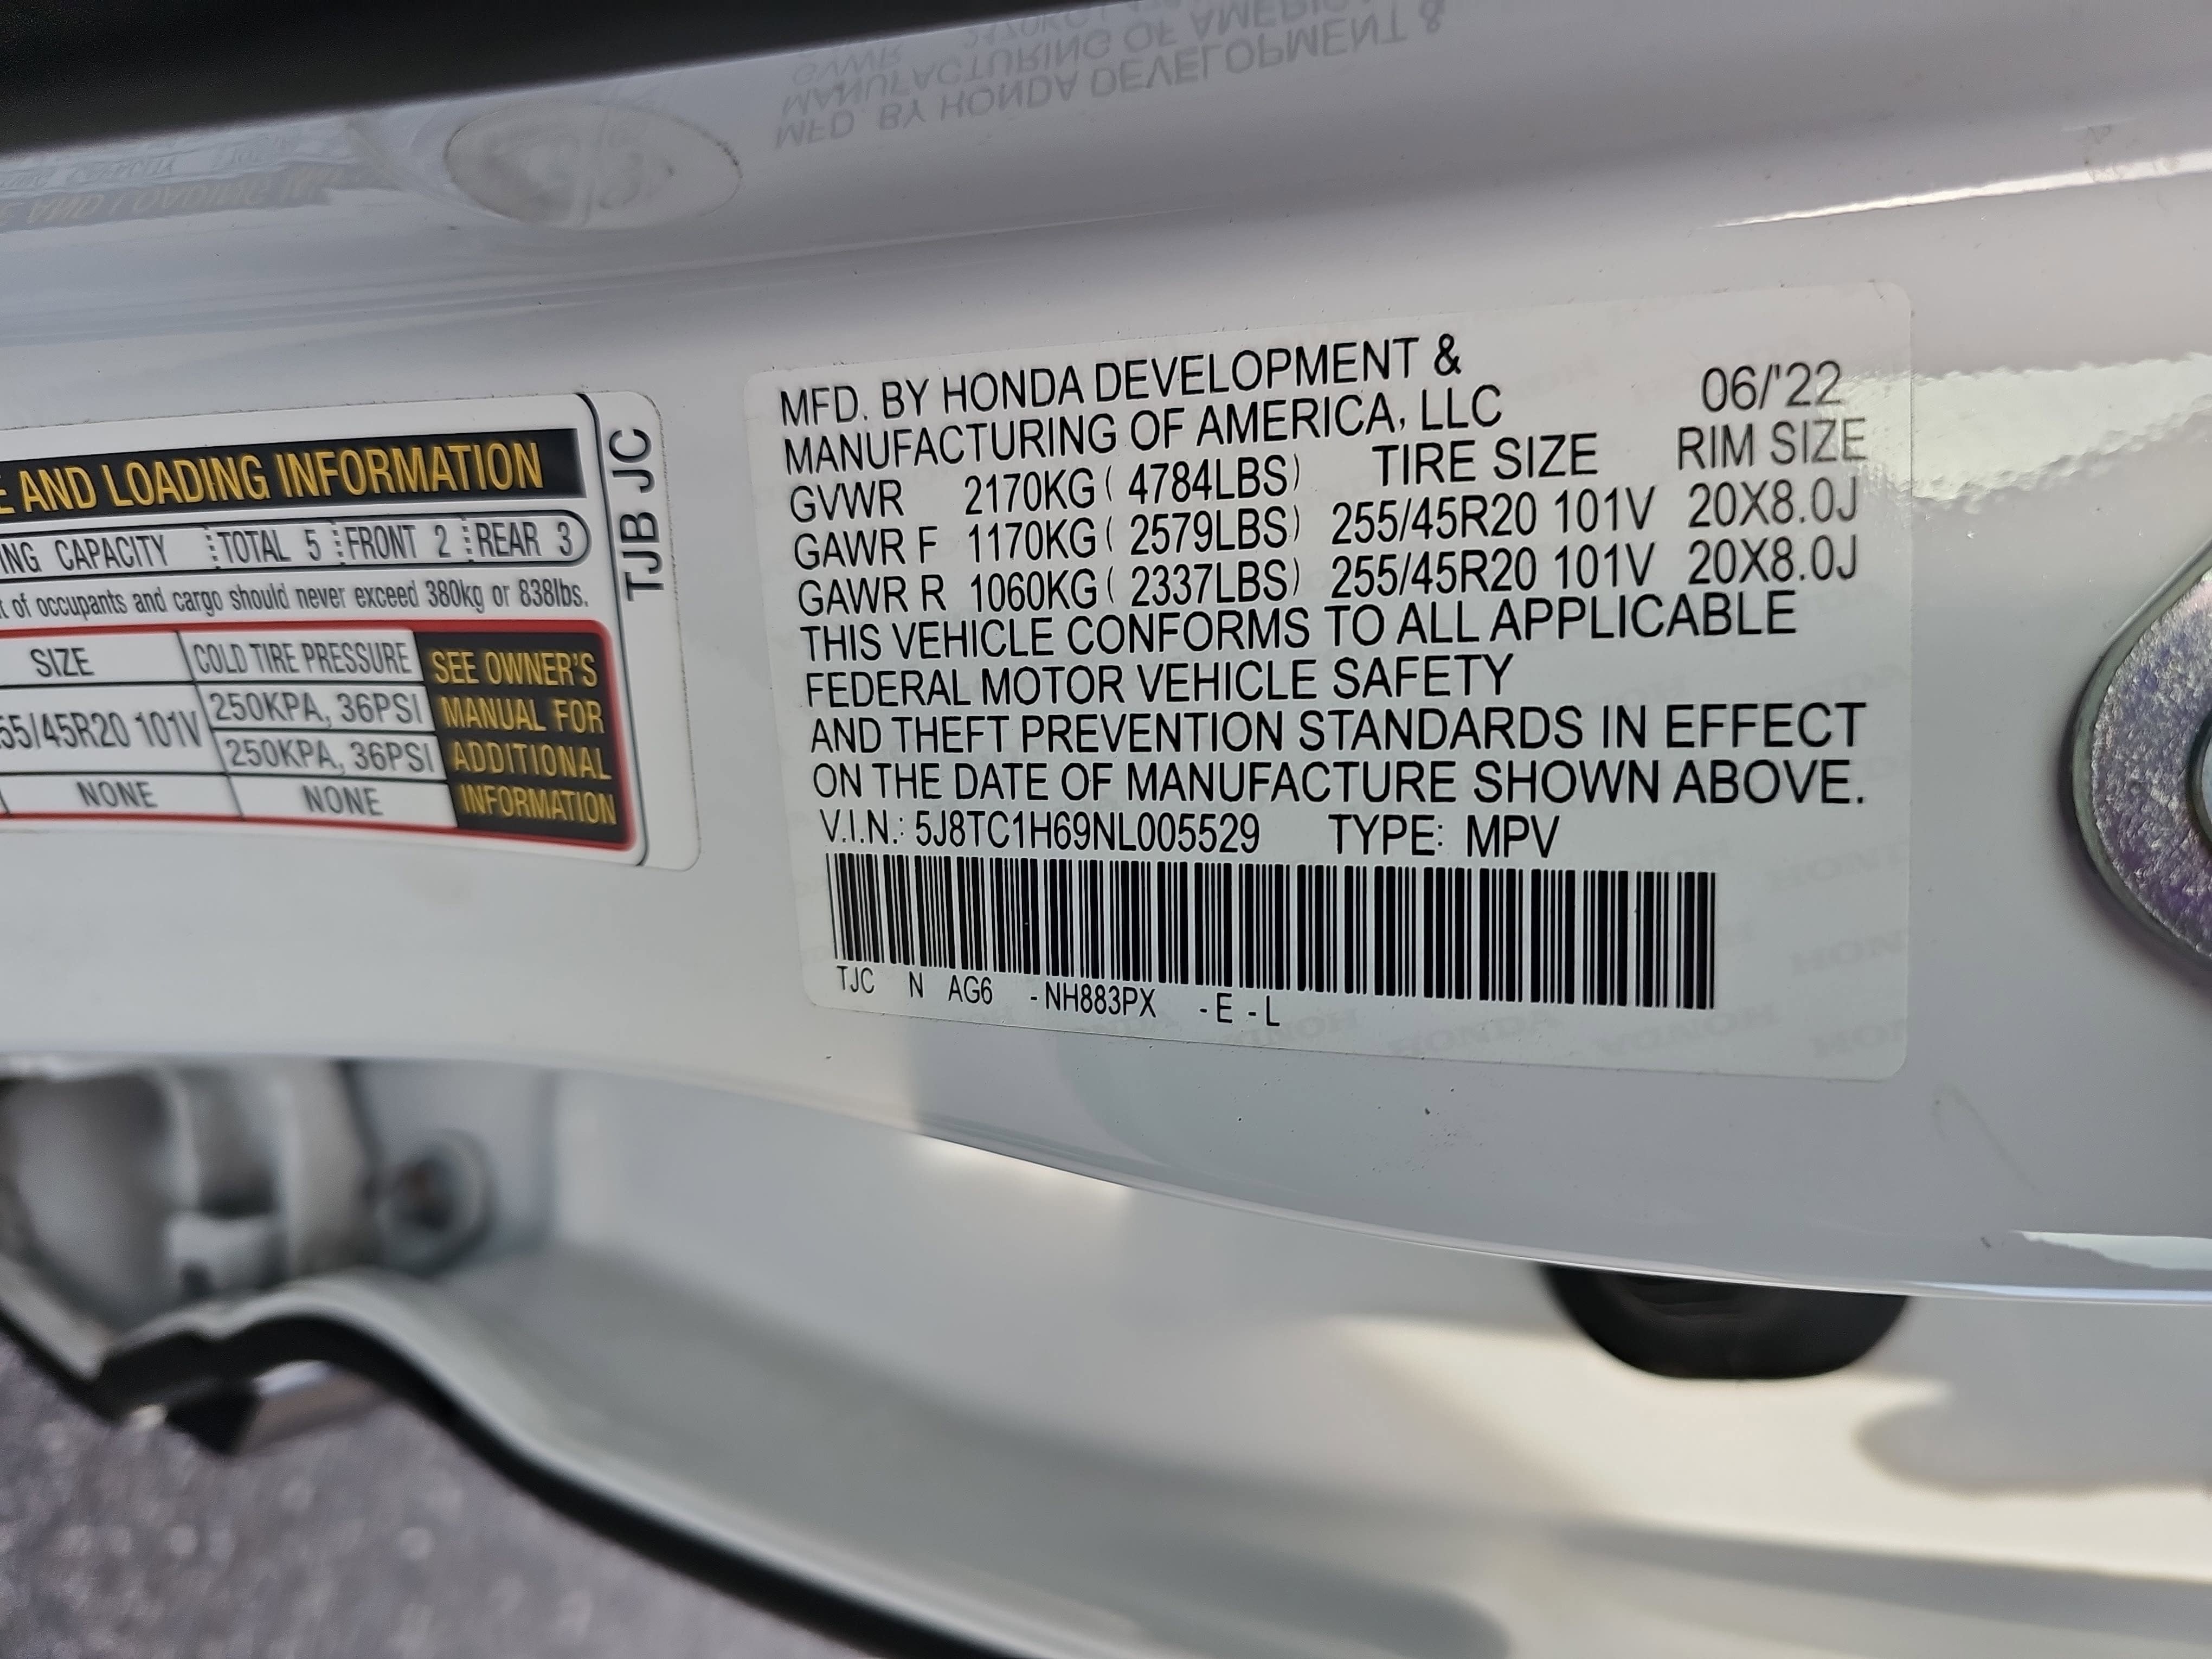 E AND LOADING INFORMATION
ING CAPACITY TOTAL 5 FRONT 2 REAR 3
t of occupants and cargo should never exceed 380kg or 838lbs.
SIZE COLD TIRE PRESSURE SEE OWNER'S
MANUAL FOR
ADDITIONAL
INFORMATION
55/45R20 101V 250KPA, 36PSI
250KPA, 36PSI
NONE NONE
TJB JC
MFD. BY HONDA DEVELOPMENT &
MANUFACTURING OF AMERICA, LLC 06/'22
TIRE SIZE RIM SIZE
GVWR 2170KG ( 4784LBS)
GAWR F 1170KG ( 2579LBS) 255/45R20 101V 20X8.0J
GAWR R 1060KG ( 2337LBS) 255/45R20 101V 20X8.0J
THIS VEHICLE CONFORMS TO ALL APPLICABLE
FEDERAL MOTOR VEHICLE SAFETY
AND THEFT PREVENTION STANDARDS IN EFFECT
ON THE DATE OF MANUFACTURE SHOWN ABOVE.
V.I.N.: 5J8TC1H69NL005529 TYPE: MPV
TJC N AG6 -NH883PX -E -L